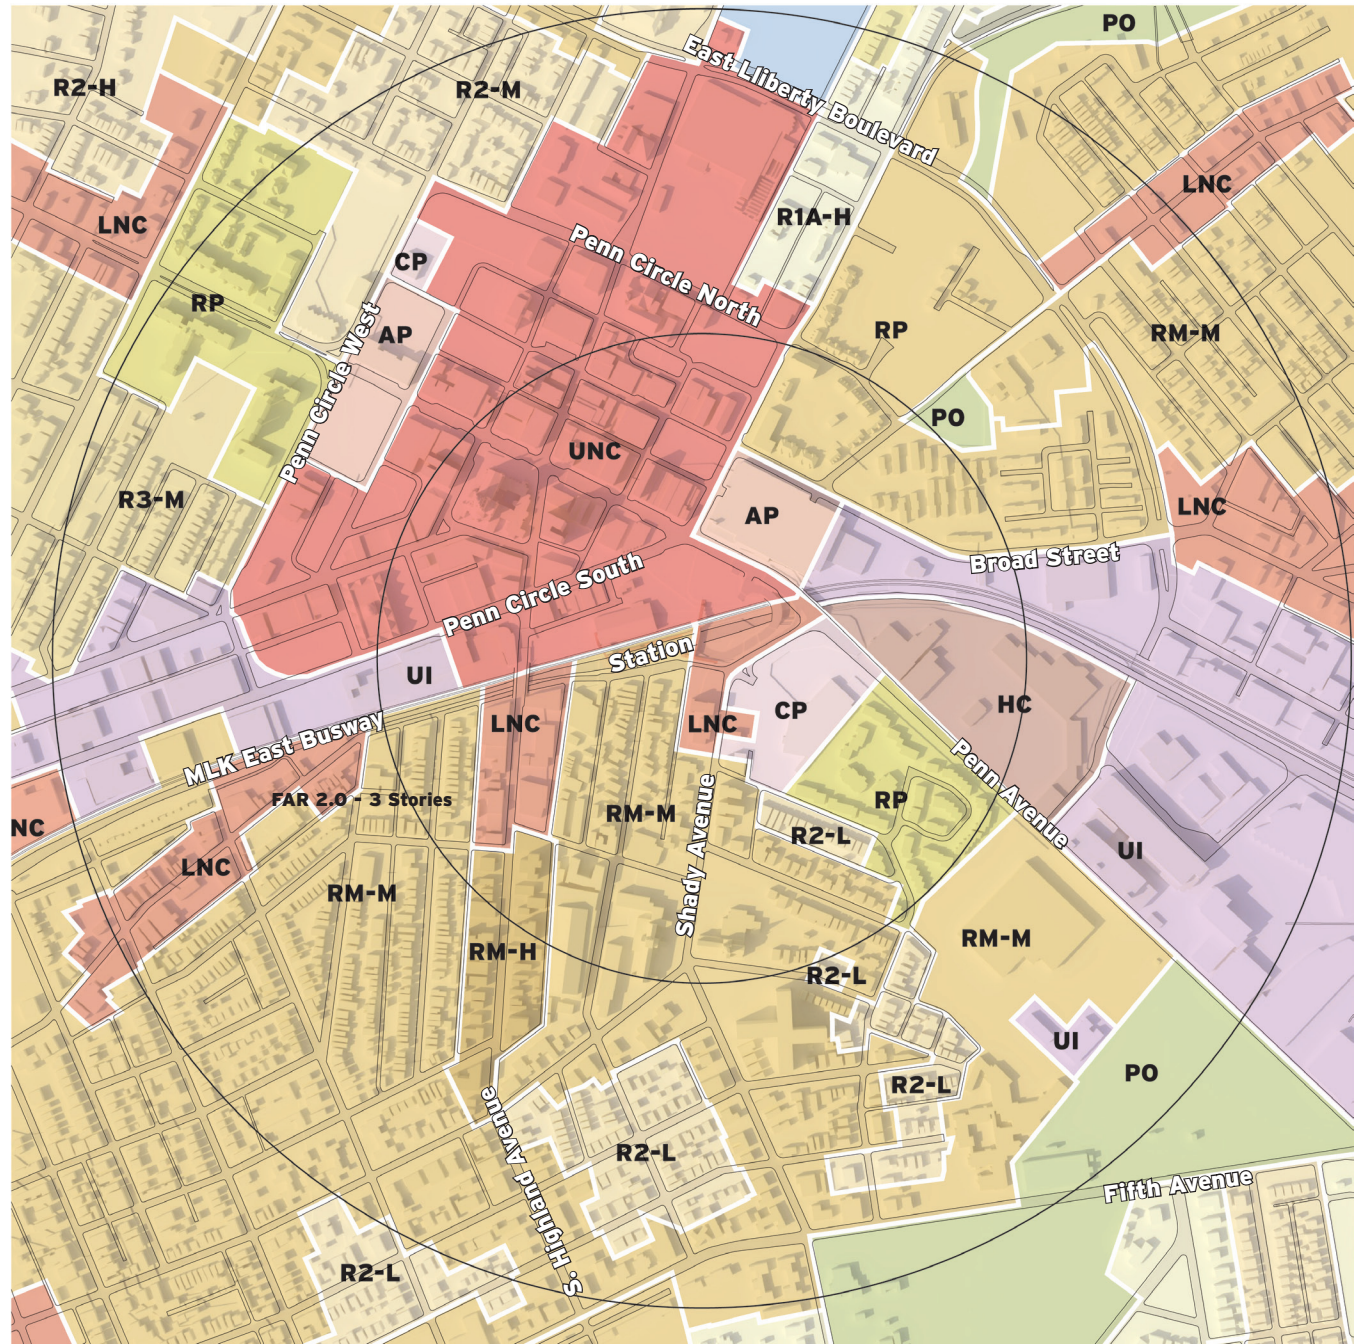 PO
East Lliberty Boulevard
R2-H
R2-M
LNC
R1A-H
LNC
Penn Circle North
CP
RP
Penn Circle West
AP
RP
RM-M
PO
UNC
R3-M
LNC
AP
Broad Street
Penn Circle South
Station
UI
HC
CP
LNC
LNC
MLK East Busway
Penn Avenue
FAR 2.0 - 3 Stories
RP
RM-M
NC
R2-L
Shady Avenue
UI
LNC
RM-M
RM-H
RM-M
R2-L
UI
PO
R2-L
S. Highland Avenue
R2-L
Fifth Avenue
R2-L